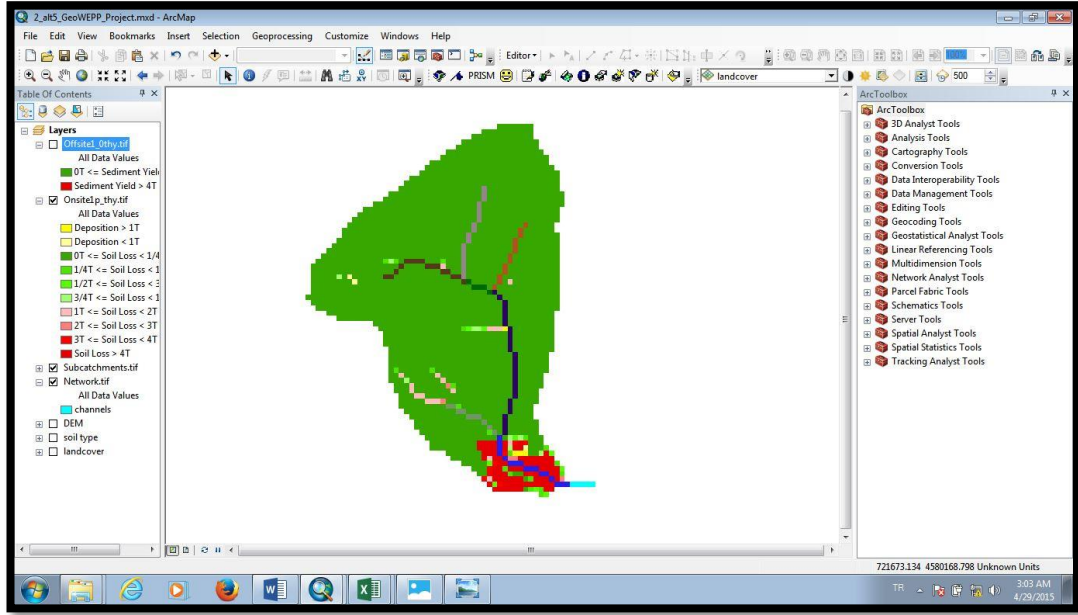 2_alt5_GeoWEPP_Project.mxd - ArcMap
File Edit View Bookmarks Insert Selection Geoprocessing Customize Windows Help
Editor
100%
PRISM
landcover
500
Table Of Contents
Layers
Offsite1_0thy.tif
All Data Values
0T <= Sediment Yiel
Sediment Yield > 4T
Onsite1p_thy.tif
All Data Values
Deposition > 1T
Deposition < 1T
0T <= Soil Loss < 1/4
1/4T <= Soil Loss < 1
1/2T <= Soil Loss < 3
3/4T <= Soil Loss < 1
1T <= Soil Loss < 2T
2T <= Soil Loss < 3T
3T <= Soil Loss < 4T
Soil Loss > 4T
Subcatchments.tif
Network.tif
All Data Values
channels
DEM
soil type
landcover
ArcToolbox
ArcToolbox
3D Analyst Tools
Analysis Tools
Cartography Tools
Conversion Tools
Data Interoperability Tools
Data Management Tools
Editing Tools
Geocoding Tools
Geostatistical Analyst Tools
Linear Referencing Tools
Multidimension Tools
Network Analyst Tools
Parcel Fabric Tools
Schematics Tools
Server Tools
Spatial Analyst Tools
Spatial Statistics Tools
Tracking Analyst Tools
721673.134 4580168.798 Unknown Units
TR
3:03 AM
4/29/2015